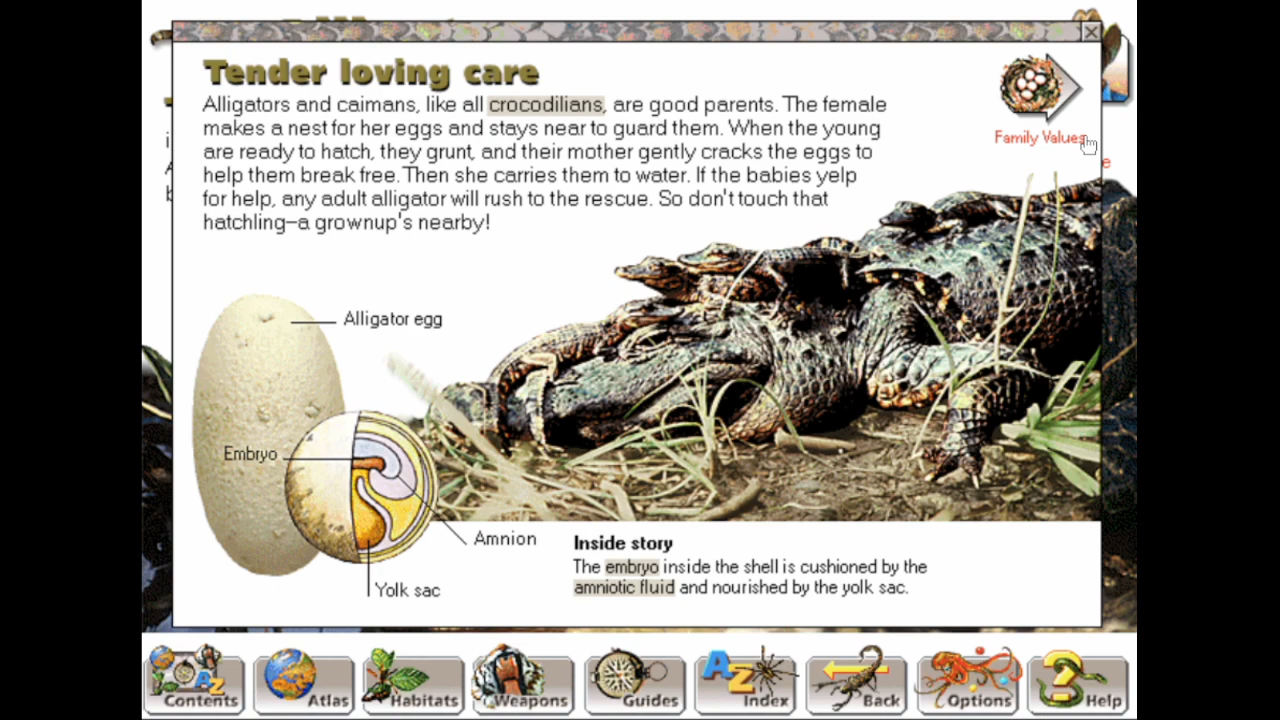 Tender loving care
Alligators and caimans, like all crocodilians, are good parents. The female
makes a nest for her eggs and stays near to guard them. When the young
are ready to hatch, they grunt, and their mother gently cracks the eggs to
help them break free. Then she carries them to water. If the babies yelp
for help, any adult alligator will rush to the rescue. So don't touch that
hatchling–a grownup's nearby!
Family Values
Alligator egg
Embryo
Amnion
Yolk sac
Inside story
The embryo inside the shell is cushioned by the
amniotic fluid and nourished by the yolk sac.
Contents
Atlas
Habitats
Weapons
Guides
AZ Index
Back
Options
? Help